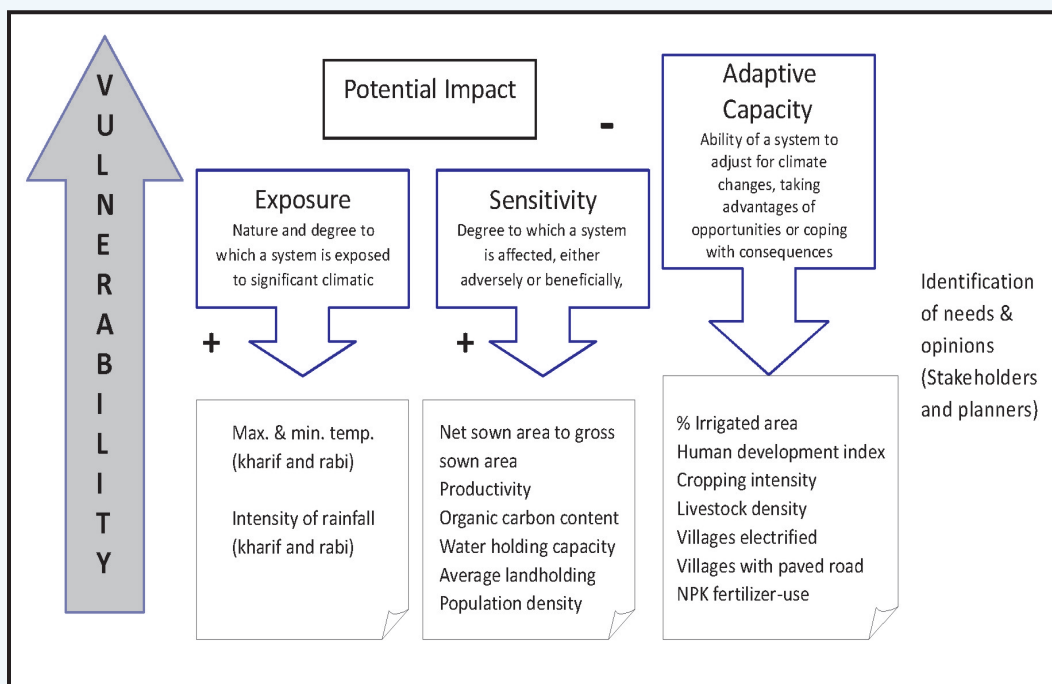 VULNERABILITY
Potential Impact
-
Adaptive
Capacity
Ability of a system to
adjust for climate
changes, taking
advantages of
opportunities or coping
with consequences
Exposure
Nature and degree to
which a system is exposed
to significant climatic
Sensitivity
Degree to which a system
is affected, either
adversely or beneficially,
+
+
Identification
of needs &
opinions
(Stakeholders
and planners)
Max. & min. temp.
(kharif and rabi)
Intensity of rainfall
(kharif and rabi)
Net sown area to gross
sown area
Productivity
Organic carbon content
Water holding capacity
Average landholding
Population density
% Irrigated area
Human development index
Cropping intensity
Livestock density
Villages electrified
Villages with paved road
NPK fertilizer-use